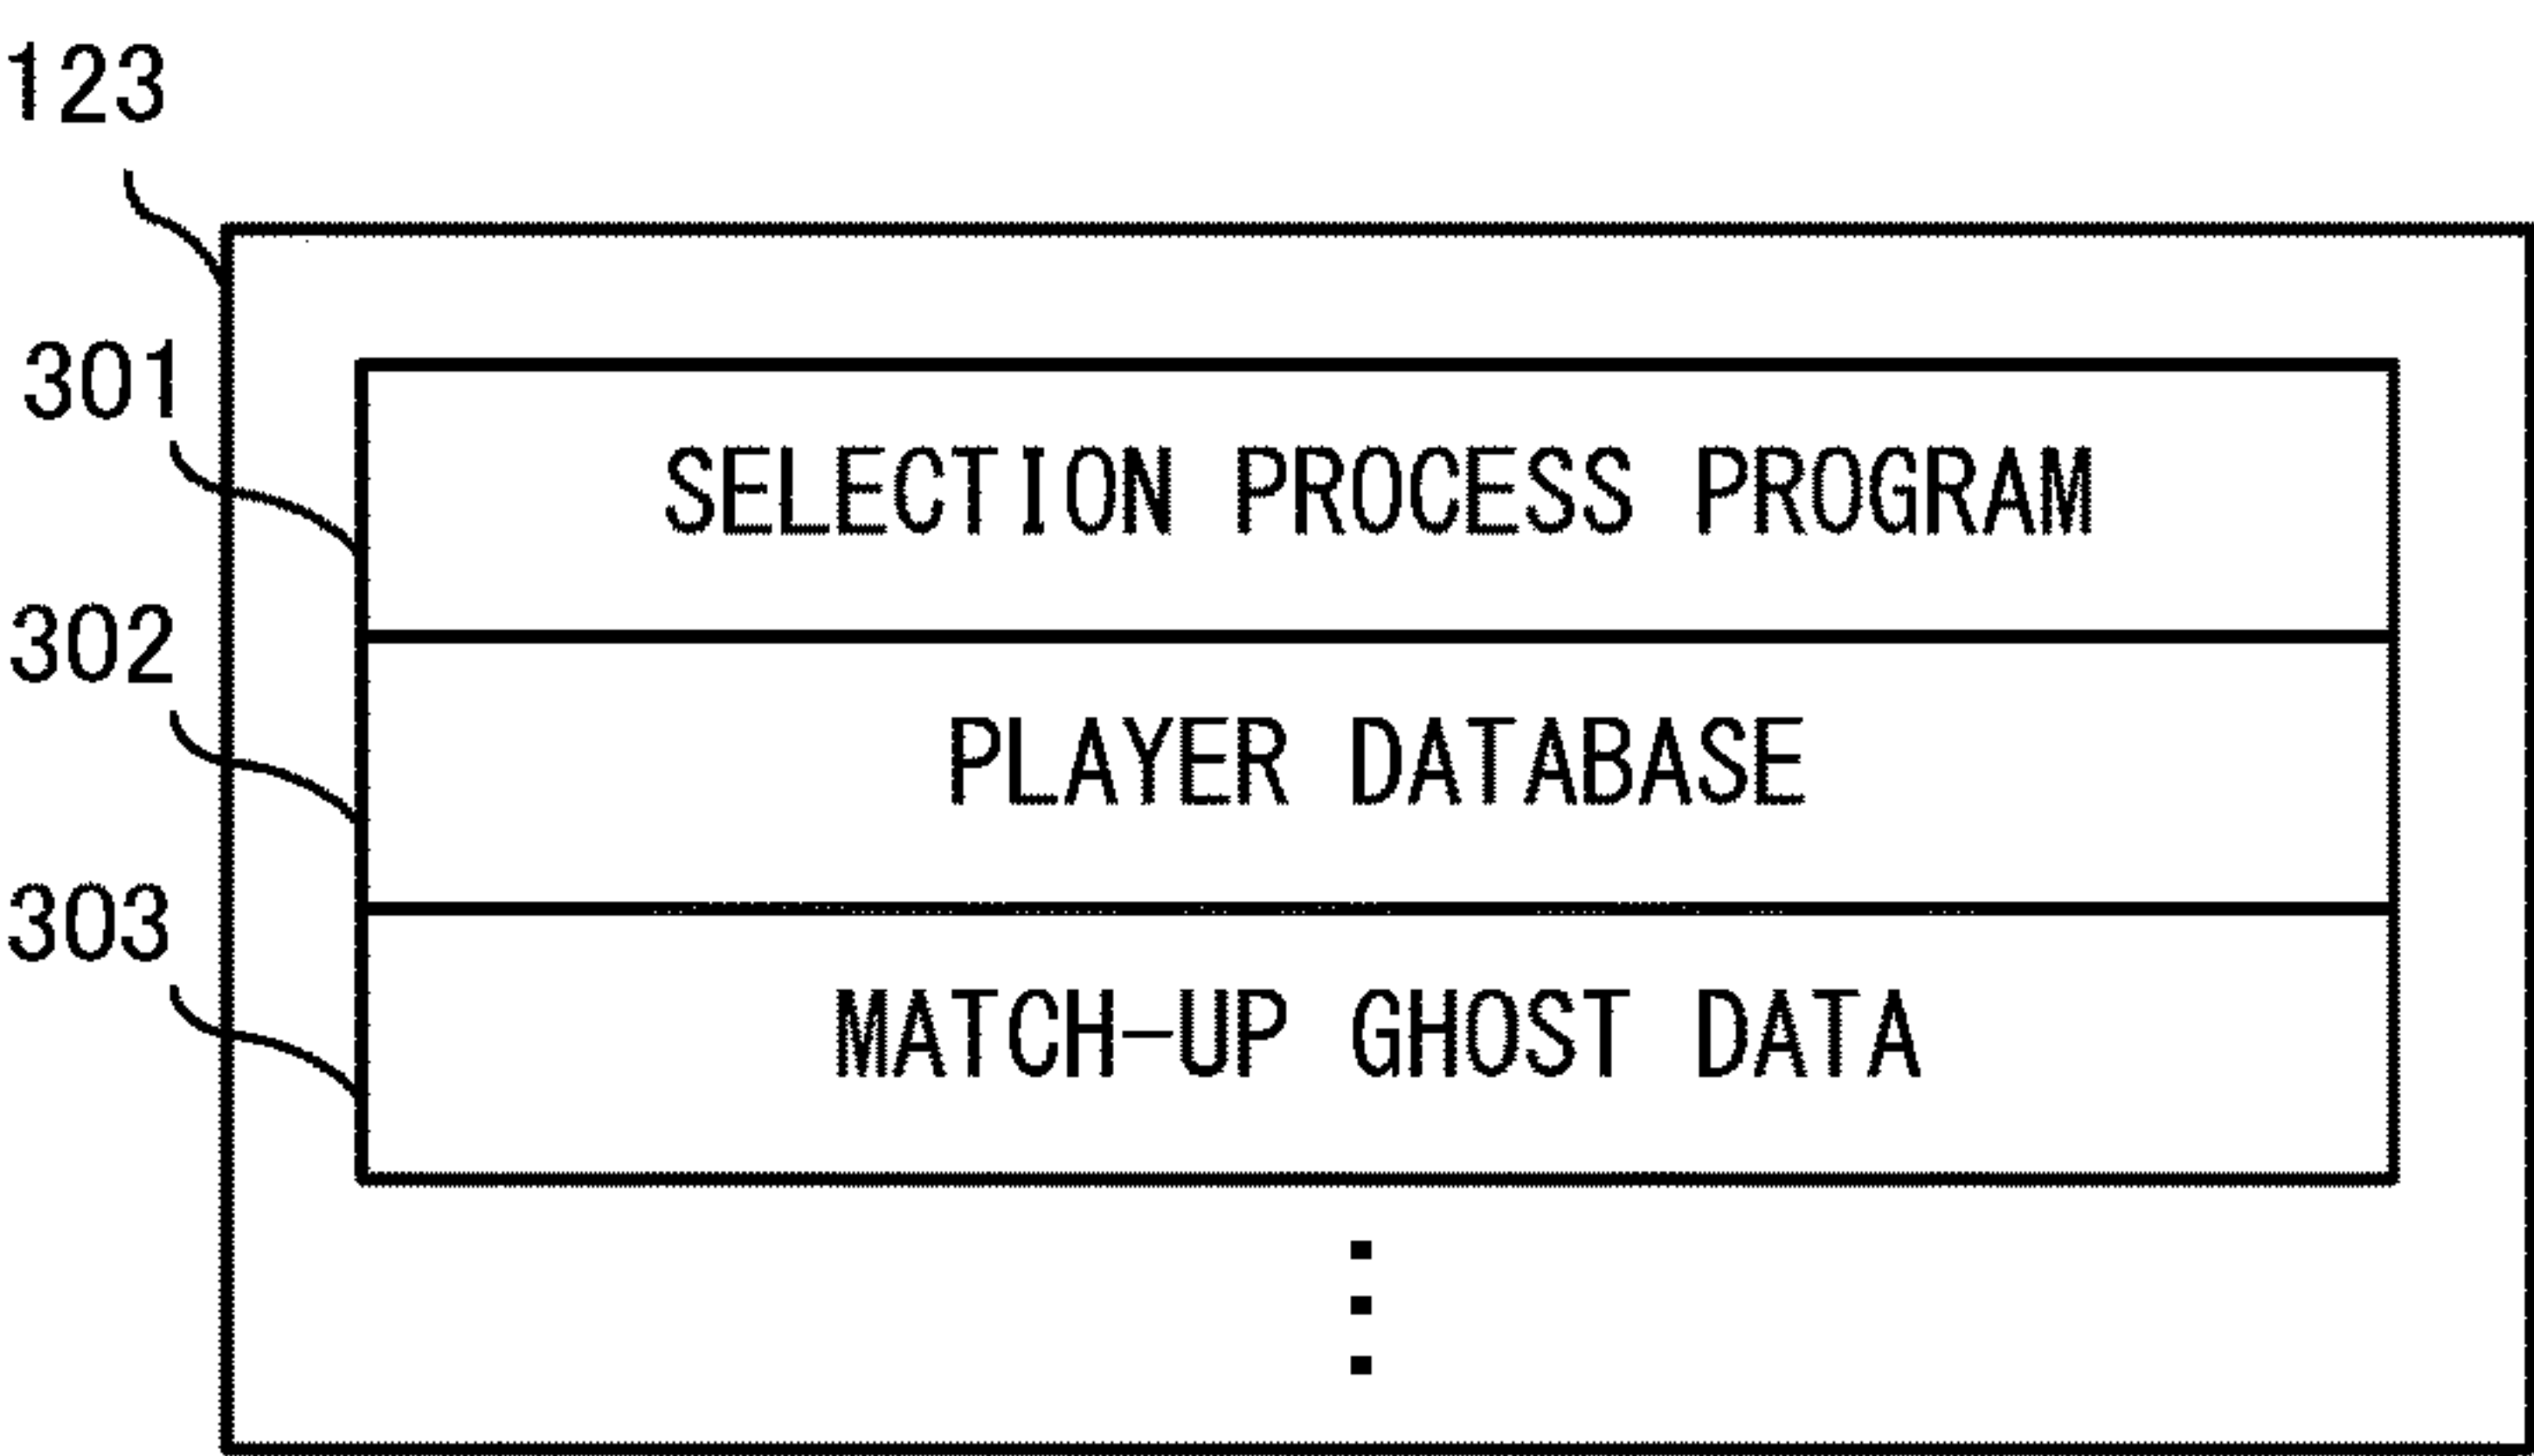 123
301
SELECTION PROCESS PROGRAM
302
PLAYER DATABASE
303
MATCH-UP GHOST DATA